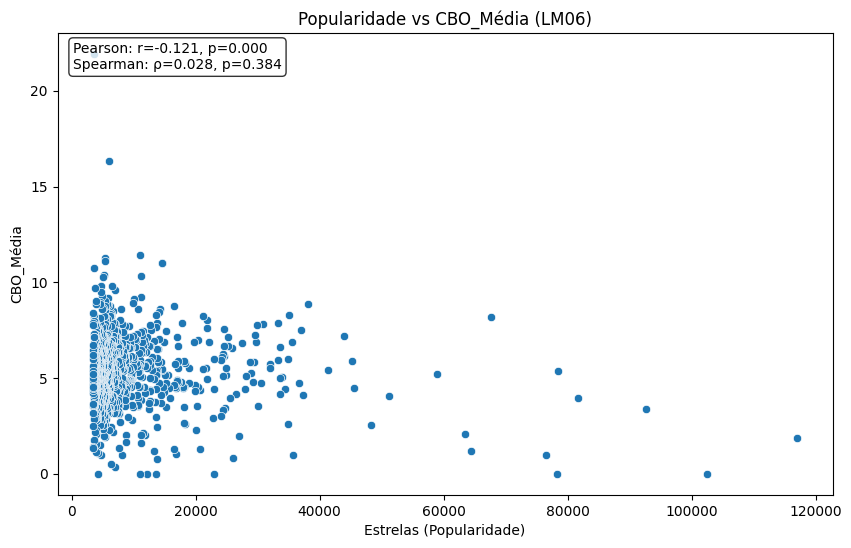 Popularidade vs CBO_Média (LM06)
Pearson: r=-0.121, p=0.000
Spearman: ρ=0.028, p=0.384
CBO_Média
20
15
10
5
0
0 20000 40000 60000 80000 100000 120000
Estrelas (Popularidade)